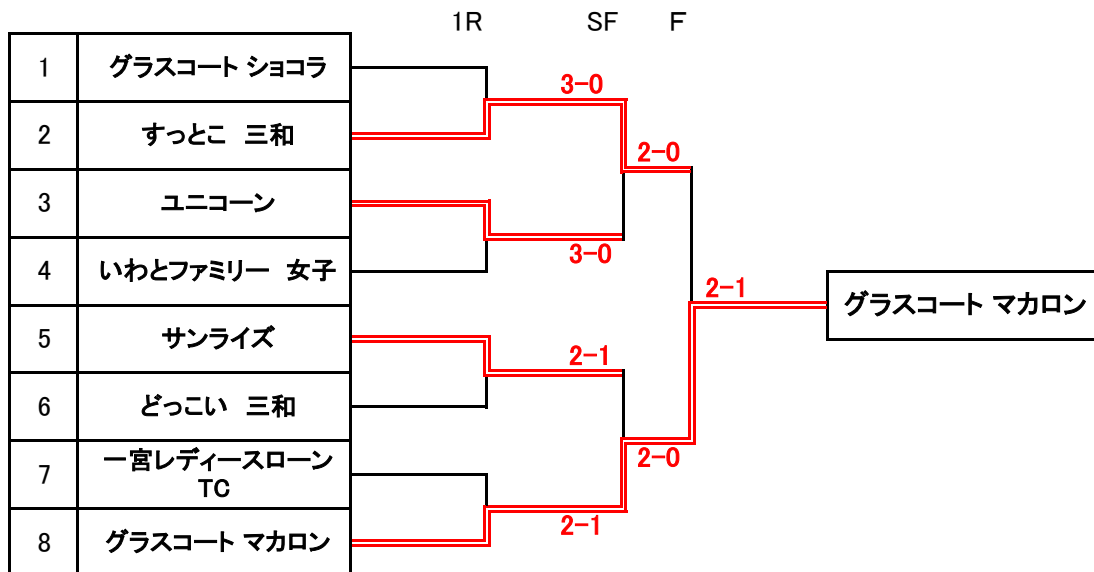 1R SF F
1 グラスコート ショコラ
3-0
2 すっとこ 三和
2-0
3 ユニコーン
3-0
4 いわとファミリー 女子
2-1
グラスコート マカロン
5 サンライズ
2-1
6 どっこい 三和
2-0
7 一宮レディースローン
TC
2-1
8 グラスコート マカロン